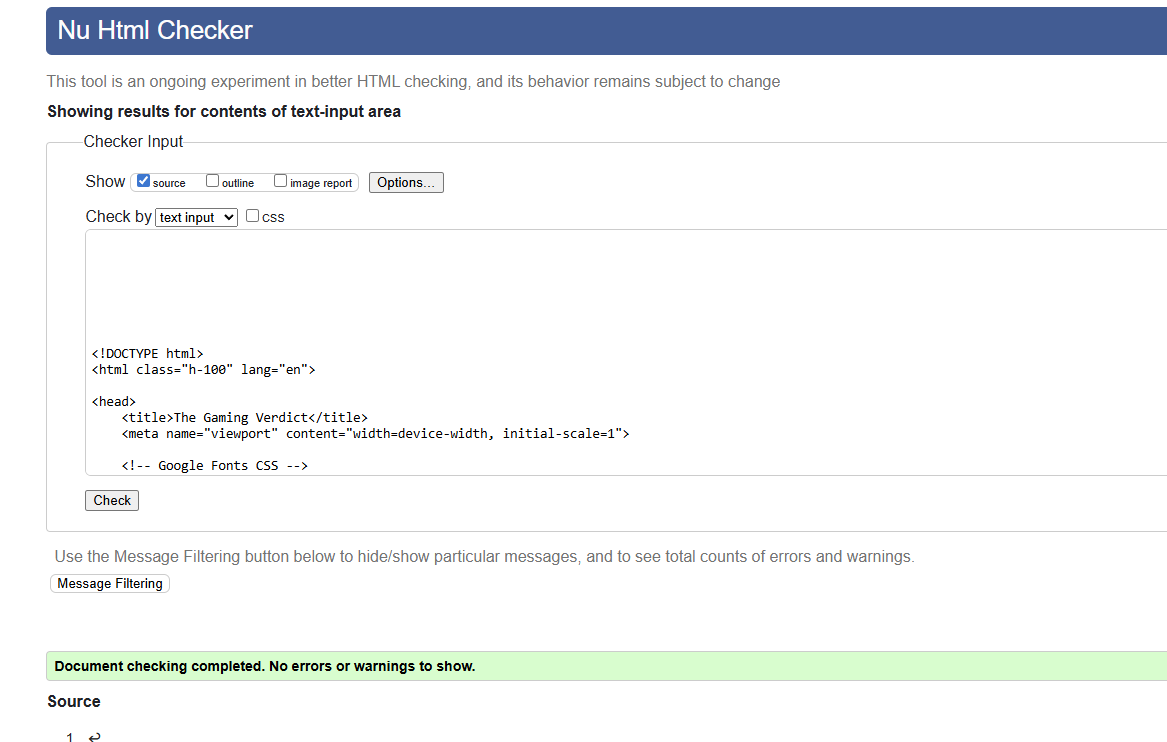 Nu Html Checker
This tool is an ongoing experiment in better HTML checking, and its behavior remains subject to change
Showing results for contents of text-input area
Checker Input
Show source outline image report Options...
Check by text input css
<!DOCTYPE html>
<html class="h-100" lang="en">
<head>
<title>The Gaming Verdict</title>
<meta name="viewport" content="width=device-width, initial-scale=1">
<!-- Google Fonts CSS -->
Check
Use the Message Filtering button below to hide/show particular messages, and to see total counts of errors and warnings.
Message Filtering
Document checking completed. No errors or warnings to show.
Source
1 ↩